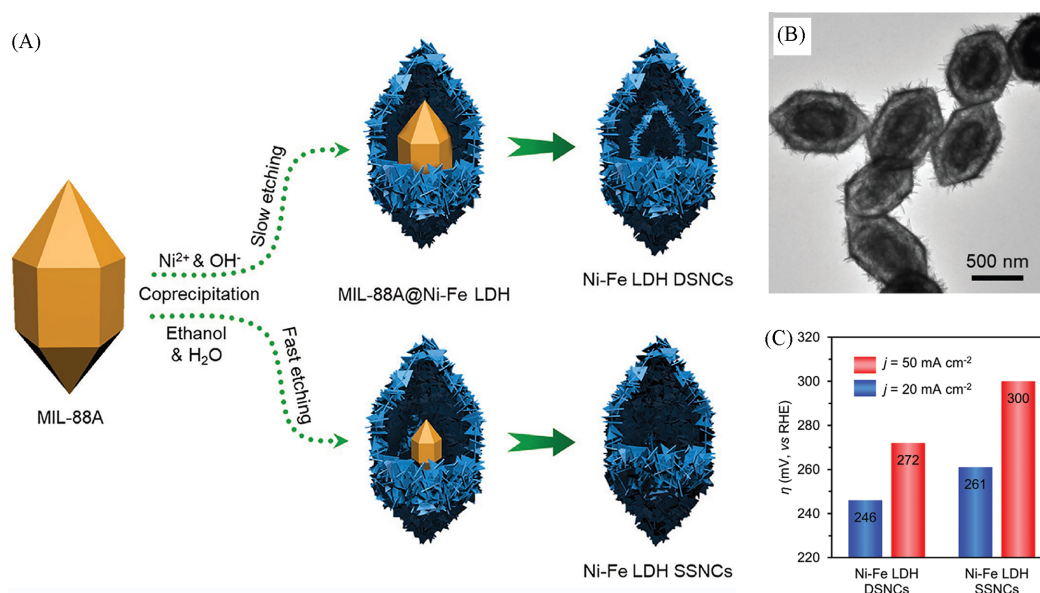 (A)
MIL-88A
Ni²⁺ & OH⁻
Coprecipitation
Ethanol
& H₂O
Slow etching
Fast etching
MIL-88A@Ni-Fe LDH
Ni-Fe LDH DSNCs
Ni-Fe LDH SSNCs
(B)
500 nm
(C)
η (mV, vs RHE)
320
300
280
260
240
220
j = 50 mA cm⁻²
j = 20 mA cm⁻²
246
272
261
300
Ni-Fe LDH
DSNCs
Ni-Fe LDH
SSNCs